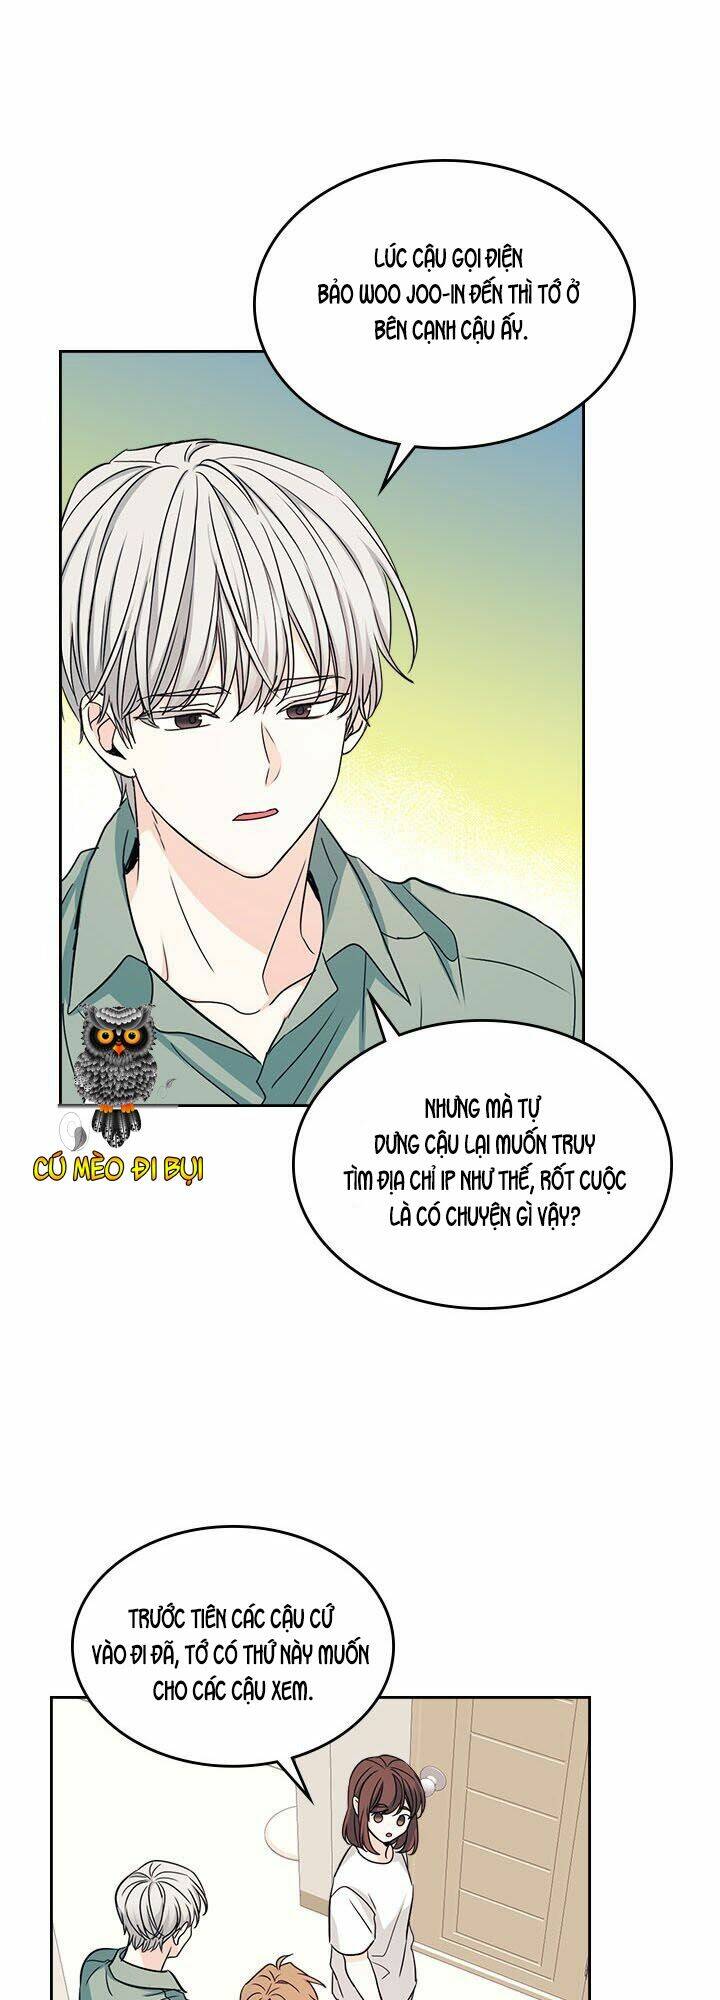 LÚC CẬU GỌI ĐIỆN
BẢO WOO JOO-IN ĐẾN THÌ TỚ Ở
BÊN CẠNH CẬU ẤY.
CÚ MÈO ĐI BỤI
NHƯNG MÀ TỰ
DƯNG CẬU LẠI MUỐN TRUY
TÌM ĐỊA CHỈ IP NHƯ THẾ, RỐT CUỘC
LÀ CÓ CHUYỆN GÌ VẬY?
TRƯỚC TIÊN CÁC CẬU CỨ
VÀO ĐI ĐÃ, TỚ CÓ THỨ NÀY MUỐN
CHO CÁC CẬU XEM.